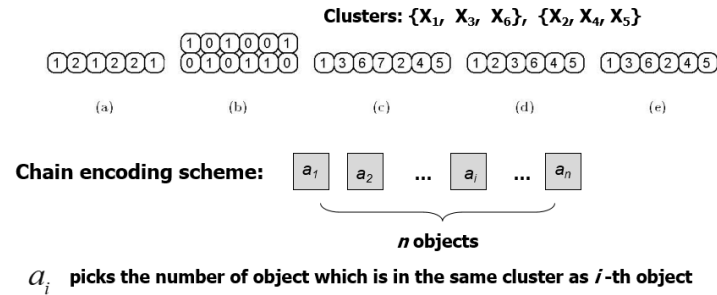 Clusters: {X1, X3, X6}, {X2, X4, X5}
1 0 1 0 0 1
1 2 1 2 2 1 0 1 0 1 1 0 1 3 6 7 2 4 5 1 2 3 6 4 5 1 3 6 2 4 5
(a) (b) (c) (d) (e)
Chain encoding scheme: a1 a2 ... ai ... an
n objects
ai picks the number of object which is in the same cluster as i-th object